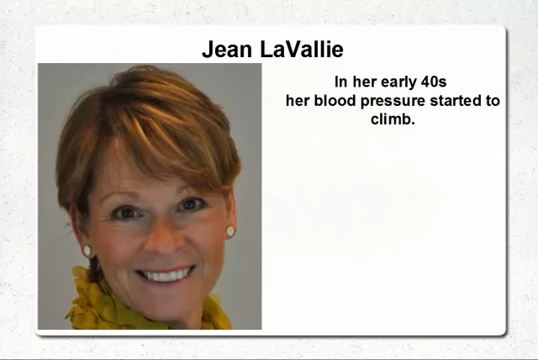 Jean LaVallie
In her early 40s
her blood pressure started to
climb.